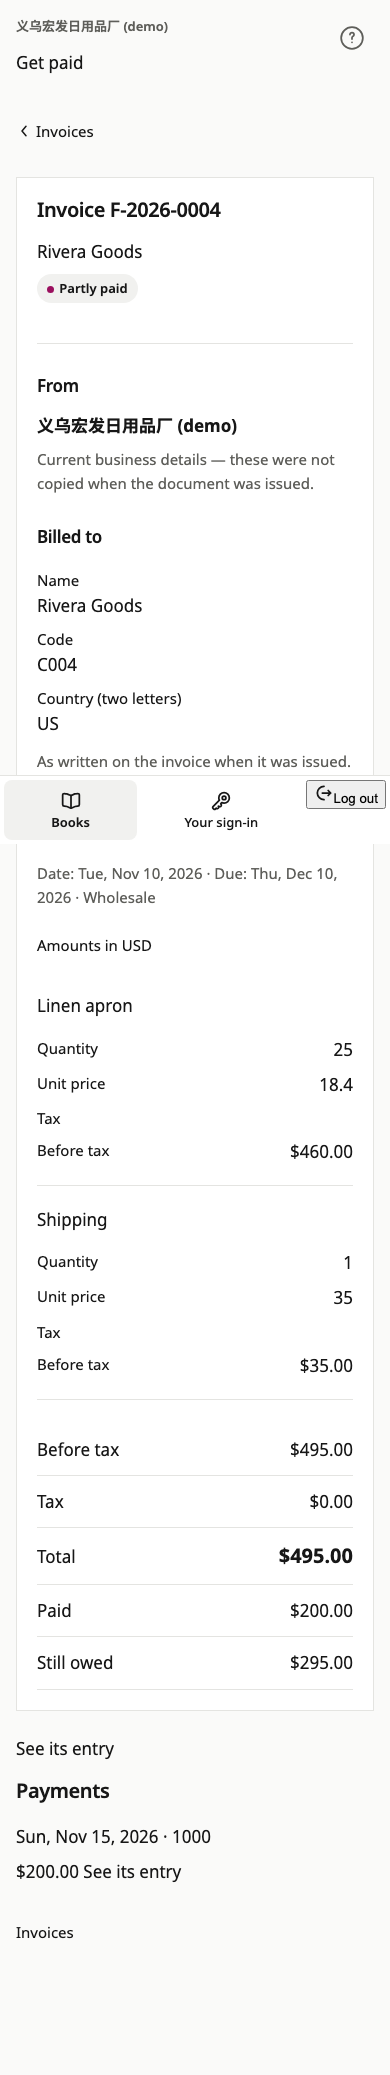 义乌宏发日用品厂 (demo)
Get paid
Invoices
Invoice F-2026-0004
Rivera Goods
Partly paid
From
义乌宏发日用品厂 (demo)
Current business details — these were not
copied when the document was issued.
Billed to
Name
Rivera Goods
Code
C004
Country (two letters)
US
As written on the invoice when it was issued.
Books
Your sign-in
Log out
Date: Tue, Nov 10, 2026 · Due: Thu, Dec 10,
2026 · Wholesale
Amounts in USD
Linen apron
Quantity 25
Unit price 18.4
Tax
Before tax $460.00
Shipping
Quantity 1
Unit price 35
Tax
Before tax $35.00
Before tax $495.00
Tax $0.00
Total $495.00
Paid $200.00
Still owed $295.00
See its entry
Payments
Sun, Nov 15, 2026 · 1000
$200.00 See its entry
Invoices